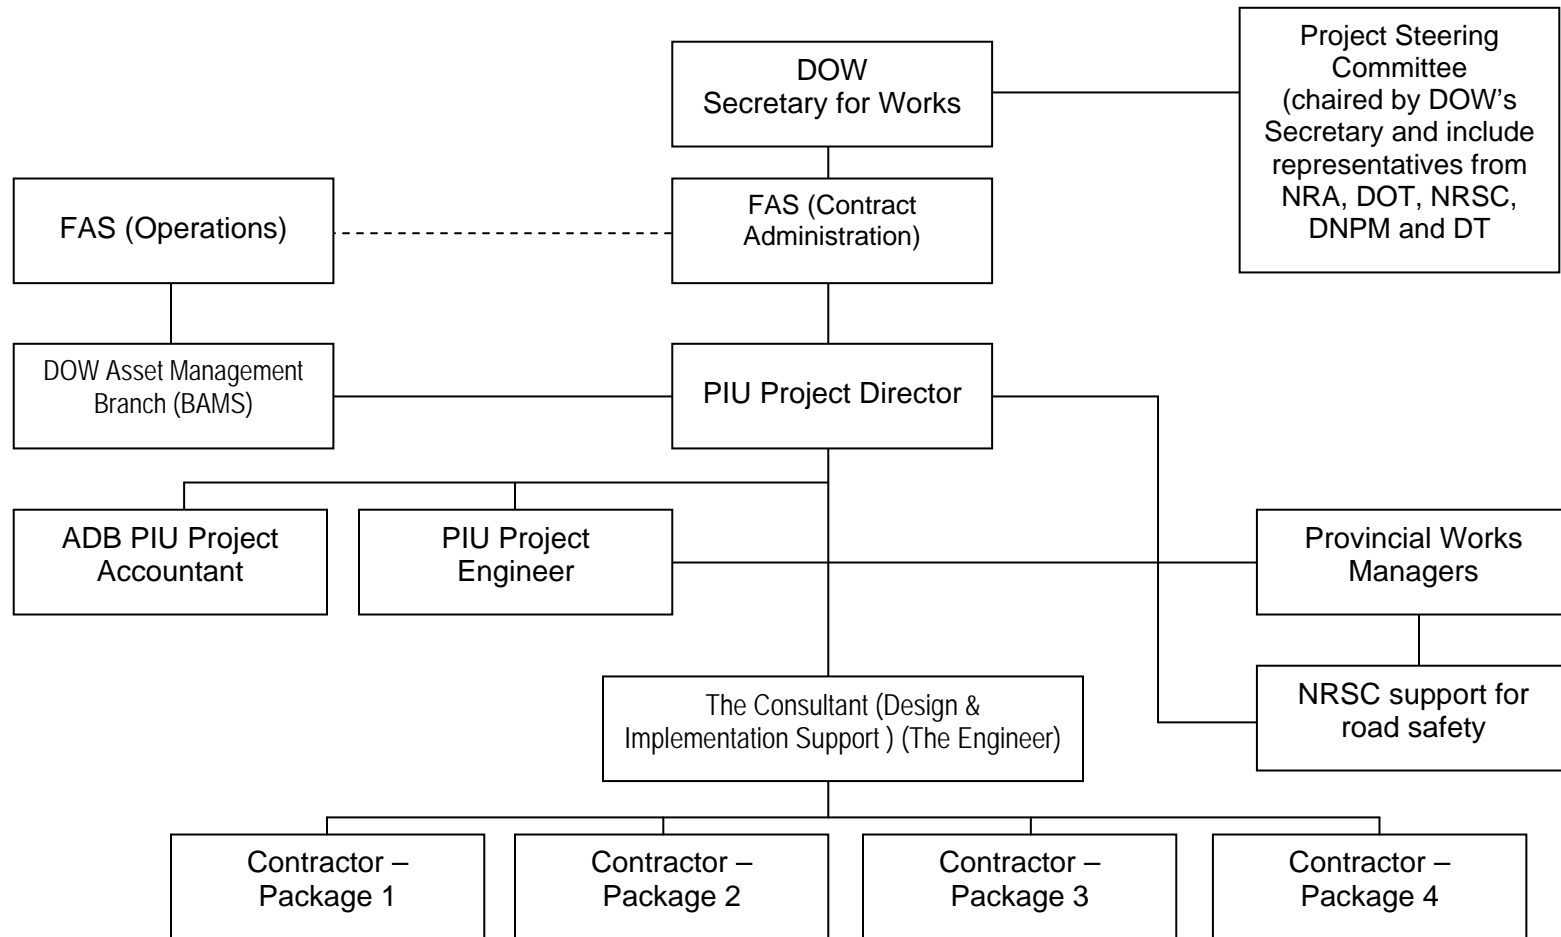 DOW
Secretary for Works
Project Steering
Committee
(chaired by DOW's
Secretary and include
representatives from
NRA, DOT, NRSC,
DNPM and DT
FAS (Operations)
FAS (Contract
Administration)
DOW Asset Management
Branch (BAMS)
PIU Project Director
ADB PIU Project
Accountant
PIU Project
Engineer
Provincial Works
Managers
The Consultant (Design &
Implementation Support ) (The Engineer)
NRSC support for
road safety
Contractor –
Package 1
Contractor –
Package 2
Contractor –
Package 3
Contractor –
Package 4